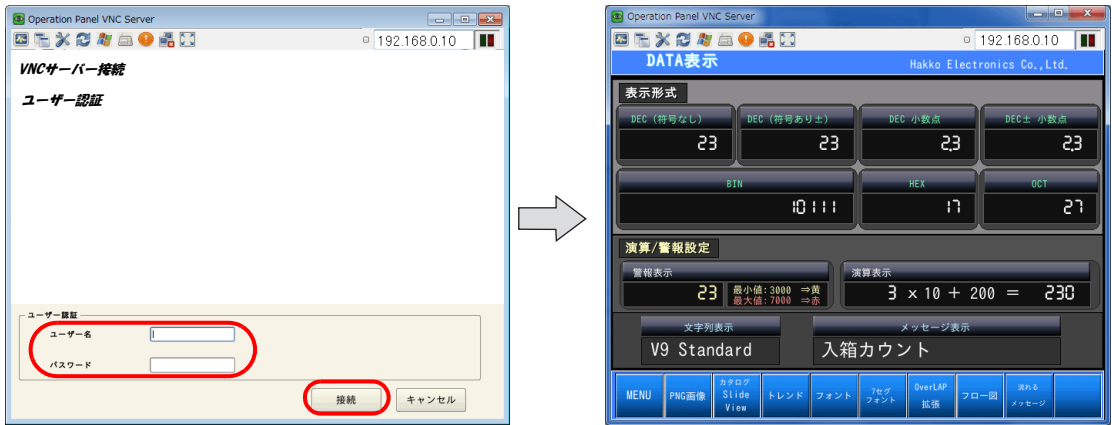 Operation Panel VNC Server
192.168.0.10
VNCサーバー接続
ユーザー認証
ユーザー認証
ユーザー名
パスワード
接続
キャンセル
Operation Panel VNC Server
192.168.0.10
DATA表示
Hakko Electronics Co.,Ltd.
表示形式
DEC (符号なし)
DEC (符号あり±)
DEC 小数点
DEC± 小数点
23
23
2.3
2.3
BIN
HEX
OCT
10111
17
27
演算/警報設定
警報表示
演算表示
23
最小値:3000 ⇒黄
最大値:7000 ⇒赤
3 × 10 + 200 = 230
文字列表示
メッセージ表示
V9 Standard
入箱カウント
MENU
PNG画像
カタログ
Slide
View
トレンド
フォント
7セグ
フォント
OverLAP
拡張
フロー図
流れる
メッセージ